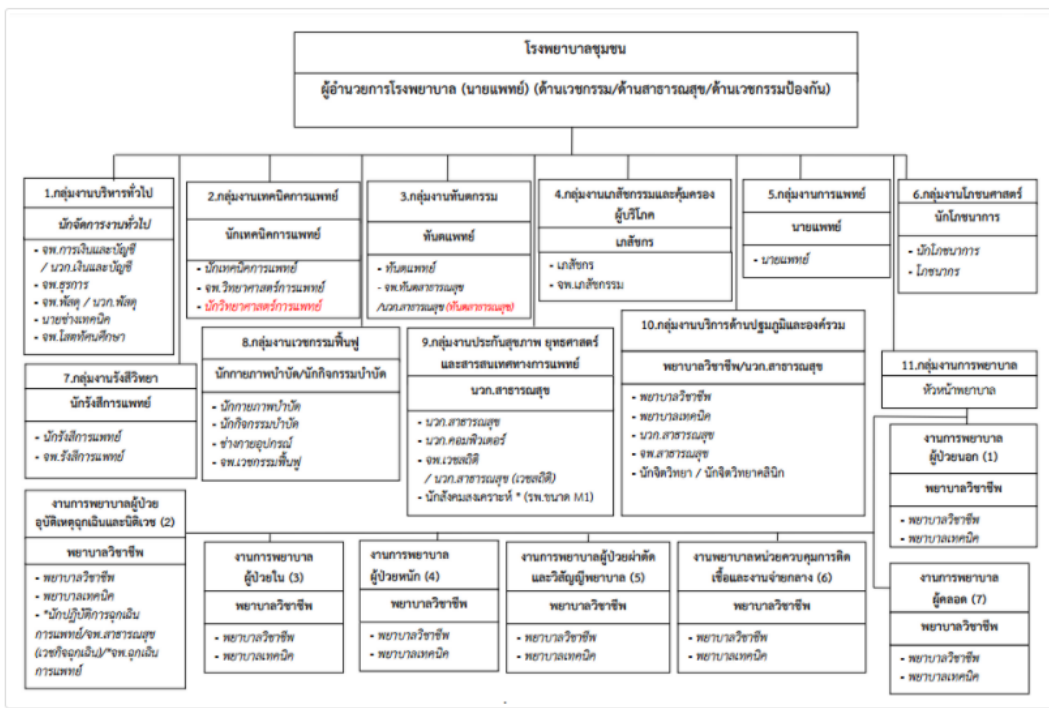 โรงพยาบาลชุมชน
ผู้อำนวยการโรงพยาบาล (นายแพทย์) (ด้านเวชกรรม/ด้านสาธารณสุข/ด้านเวชกรรมป้องกัน)
1.กลุ่มงานบริหารทั่วไป
นักจัดการงานทั่วไป
- จพ.การเงินและบัญชี
/ นวก.เงินและบัญชี
- จพ.ธุรการ
- จพ.พัสดุ / นวก.พัสดุ
- นายช่างเทคนิค
- จพ.โสตทัศนศึกษา
2.กลุ่มงานเทคนิคการแพทย์
นักเทคนิคการแพทย์
- นักเทคนิคการแพทย์
- จพ.วิทยาศาสตร์การแพทย์
- นักวิทยาศาสตร์การแพทย์
3.กลุ่มงานทันตกรรม
ทันตแพทย์
- ทันตแพทย์
- จพ.ทันตสาธารณสุข
/นวก.สาธารณสุข (ทันตสาธารณสุข)
4.กลุ่มงานเภสัชกรรมและคุ้มครอง
ผู้บริโภค
เภสัชกร
- เภสัชกร
- จพ.เภสัชกรรม
5.กลุ่มงานการแพทย์
นายแพทย์
- นายแพทย์
6.กลุ่มงานโภชนศาสตร์
นักโภชนาการ
- นักโภชนาการ
- โภชนากร
7.กลุ่มงานรังสีวิทยา
นักรังสีการแพทย์
- นักรังสีการแพทย์
- จพ.รังสีการแพทย์
8.กลุ่มงานเวชกรรมฟื้นฟู
นักกายภาพบำบัด/นักกิจกรรมบำบัด
- นักกายภาพบำบัด
- นักกิจกรรมบำบัด
- ช่างกายอุปกรณ์
- จพ.เวชกรรมฟื้นฟู
9.กลุ่มงานประกันสุขภาพ ยุทธศาสตร์
และสารสนเทศทางการแพทย์
นวก.สาธารณสุข
- นวก.สาธารณสุข
- นวก.คอมพิวเตอร์
- จพ.เวชสถิติ
/ นวก.สาธารณสุข (เวชสถิติ)
- นักสังคมสงเคราะห์ * (รพ.ขนาด M1)
10.กลุ่มงานบริการด้านปฐมภูมิและองค์รวม
พยาบาลวิชาชีพ/นวก.สาธารณสุข
- พยาบาลวิชาชีพ
- พยาบาลเทคนิค
- นวก.สาธารณสุข
- จพ.สาธารณสุข
- นักจิตวิทยา / นักจิตวิทยาคลินิก
11.กลุ่มงานการพยาบาล
หัวหน้าพยาบาล
งานการพยาบาล
ผู้ป่วยนอก (1)
พยาบาลวิชาชีพ
- พยาบาลวิชาชีพ
- พยาบาลเทคนิค
งานการพยาบาลผู้ป่วย
อุบัติเหตุฉุกเฉินและนิติเวช (2)
พยาบาลวิชาชีพ
- พยาบาลวิชาชีพ
- พยาบาลเทคนิค
- *นักปฏิบัติการฉุกเฉิน
การแพทย์/จพ.สาธารณสุข
(เวชกิจฉุกเฉิน)/*จพ.ฉุกเฉิน
การแพทย์
งานการพยาบาล
ผู้ป่วยใน (3)
พยาบาลวิชาชีพ
- พยาบาลวิชาชีพ
- พยาบาลเทคนิค
งานการพยาบาล
ผู้ป่วยหนัก (4)
พยาบาลวิชาชีพ
- พยาบาลวิชาชีพ
- พยาบาลเทคนิค
งานการพยาบาลผู้ป่วยผ่าตัด
และวิสัญญีพยาบาล (5)
พยาบาลวิชาชีพ
- พยาบาลวิชาชีพ
- พยาบาลเทคนิค
งานพยาบาลหน่วยควบคุมการติด
เชื้อและงานจ่ายกลาง (6)
พยาบาลวิชาชีพ
- พยาบาลวิชาชีพ
- พยาบาลเทคนิค
งานการพยาบาล
ผู้คลอด (7)
พยาบาลวิชาชีพ
- พยาบาลวิชาชีพ
- พยาบาลเทคนิค